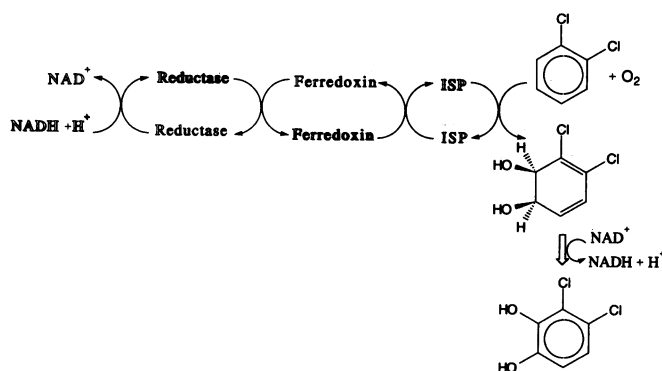 Cl
Cl
NAD+ Reductase Ferredoxin ISP + O2
NADH + H+ Reductase Ferredoxin ISP
Cl
H
HO
Cl
HO
H
NAD+
NADH + H+
Cl
HO
Cl
HO